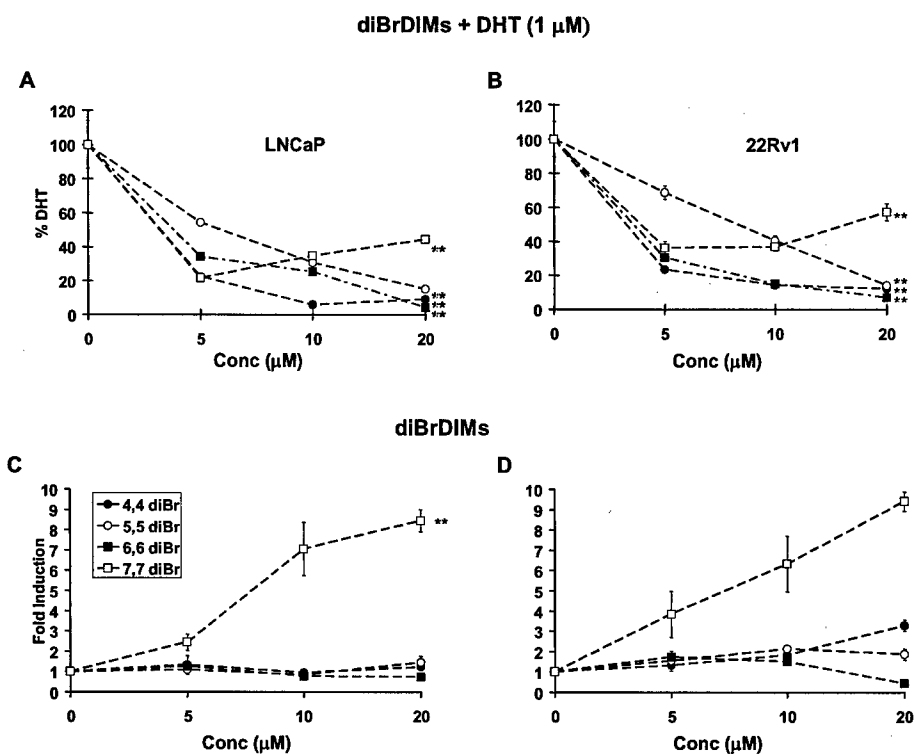 diBrDIMs + DHT (1 μM)
A
B
LNCaP
22Rv1
% DHT
120
100
80
60
40
20
0
**
**
**
**
0 5 10 20
Conc (μM)
120
100
80
60
40
20
0
**
**
**
**
0 5 10 20
Conc (μM)
diBrDIMs
C
D
Fold Induction
10
9
8
7
6
5
4
3
2
1
0
4,4 diBr
5,5 diBr
6,6 diBr
7,7 diBr
**
0 5 10 20
Conc (μM)
10
9
8
7
6
5
4
3
2
1
0
0 5 10 20
Conc (μM)